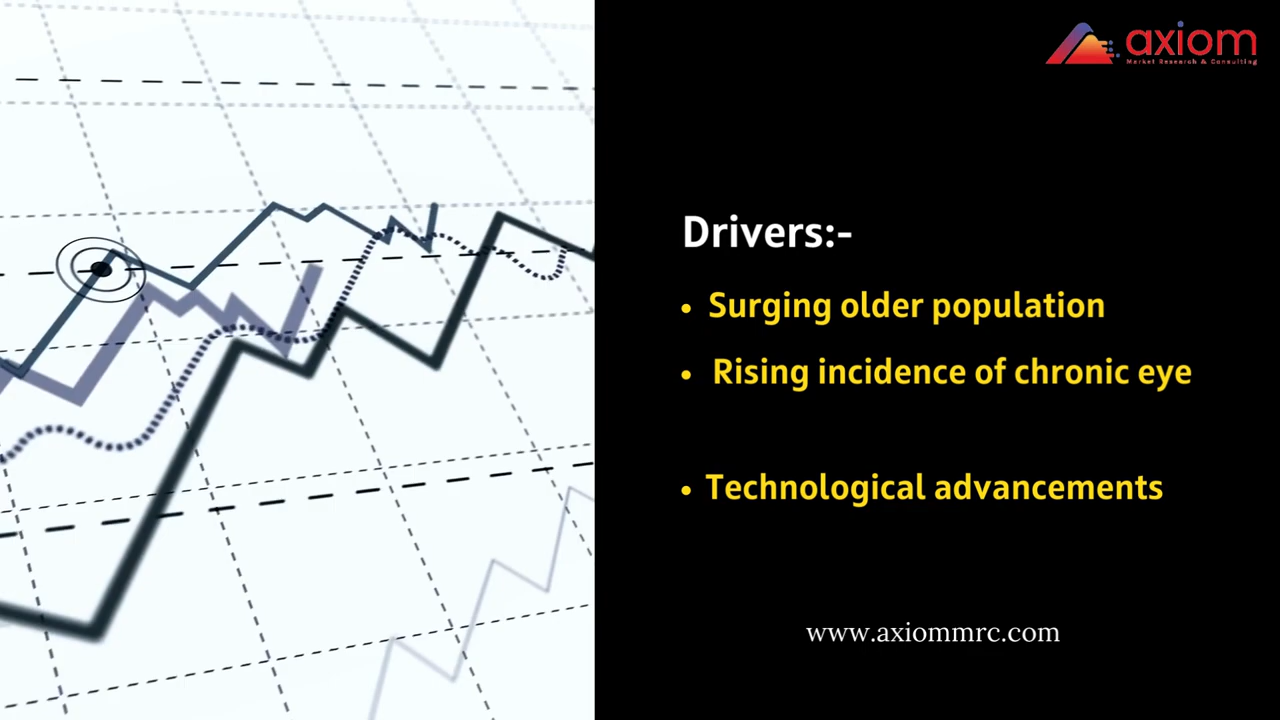 axiom
Market Research & Consulting
Drivers:-
• Surging older population
• Rising incidence of chronic eye
• Technological advancements
www.axiommrc.com